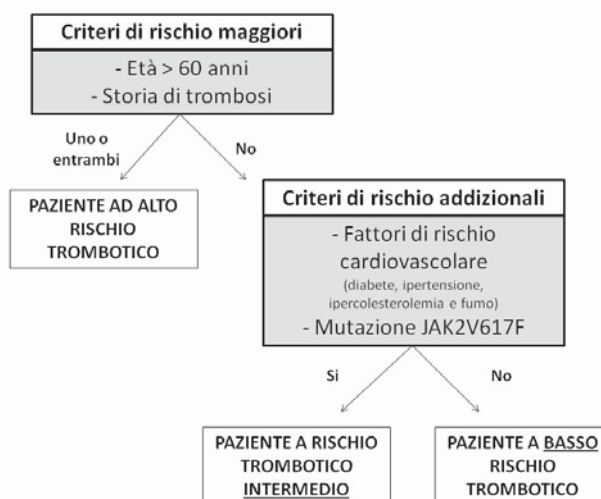 Criteri di rischio maggiori
- Età > 60 anni
- Storia di trombosi
Uno o
entrambi
No
PAZIENTE AD ALTO
RISCHIO
TROMBOTICO
Criteri di rischio addizionali
- Fattori di rischio
cardiovascolare
(diabete, ipertensione,
ipercolesterolemia e fumo)
- Mutazione JAK2V617F
Si
No
PAZIENTE A RISCHIO
TROMBOTICO
INTERMEDIO
PAZIENTE A BASSO
RISCHIO
TROMBOTICO